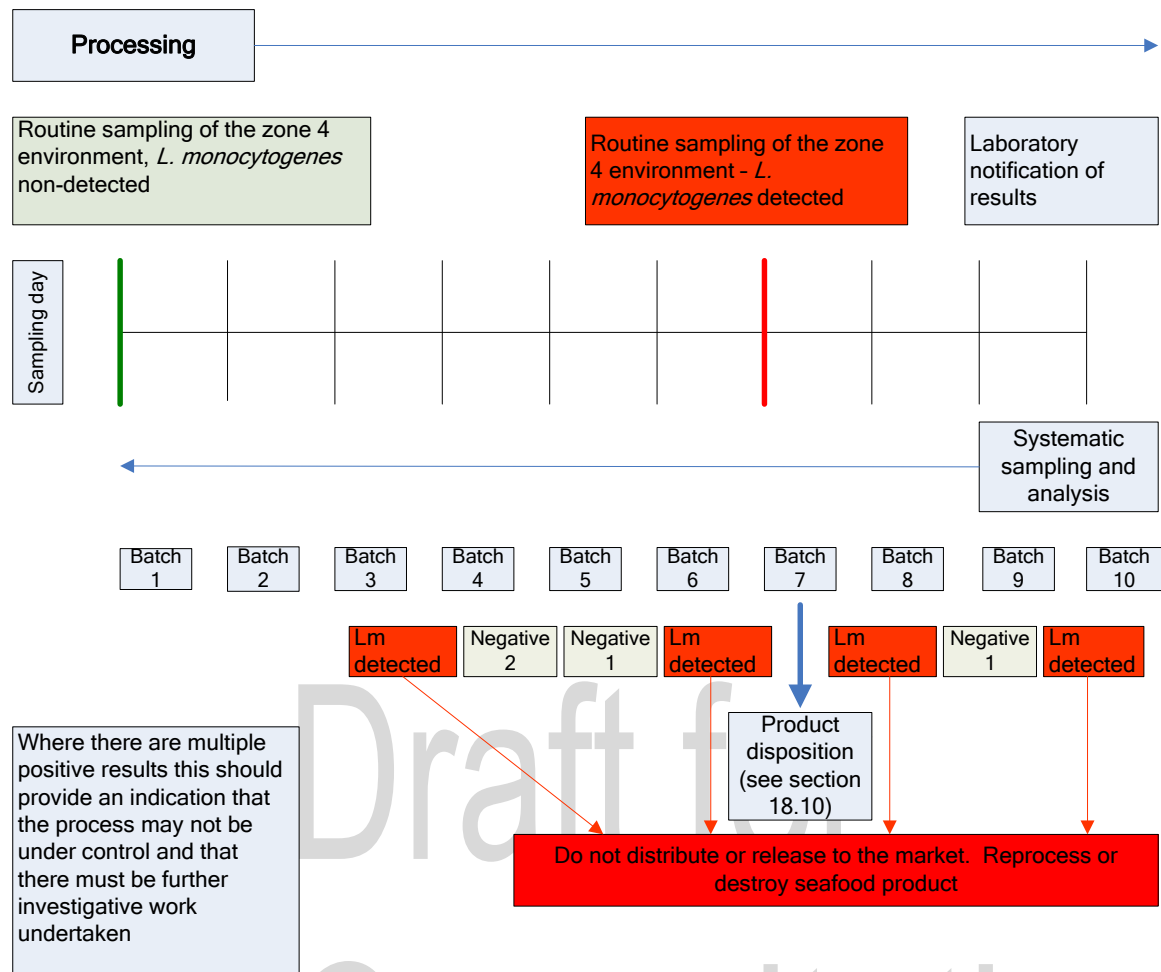 Processing
Routine sampling of the zone 4
environment, L. monocytogenes
non-detected
Routine sampling of the zone
4 environment - L.
monocytogenes detected
Laboratory
notification of
results
Sampling day
Systematic
sampling and
analysis
Batch
1
Batch
2
Batch
3
Batch
4
Batch
5
Batch
6
Batch
7
Batch
8
Batch
9
Batch
10
Lm
detected
Negative
2
Negative
1
Lm
detected
Lm
detected
Negative
1
Lm
detected
Product
disposition
(see section
18.10)
Where there are multiple
positive results this should
provide an indication that
the process may not be
under control and that
there must be further
investigative work
undertaken
Do not distribute or release to the market.  Reprocess or
destroy seafood product
Draft for